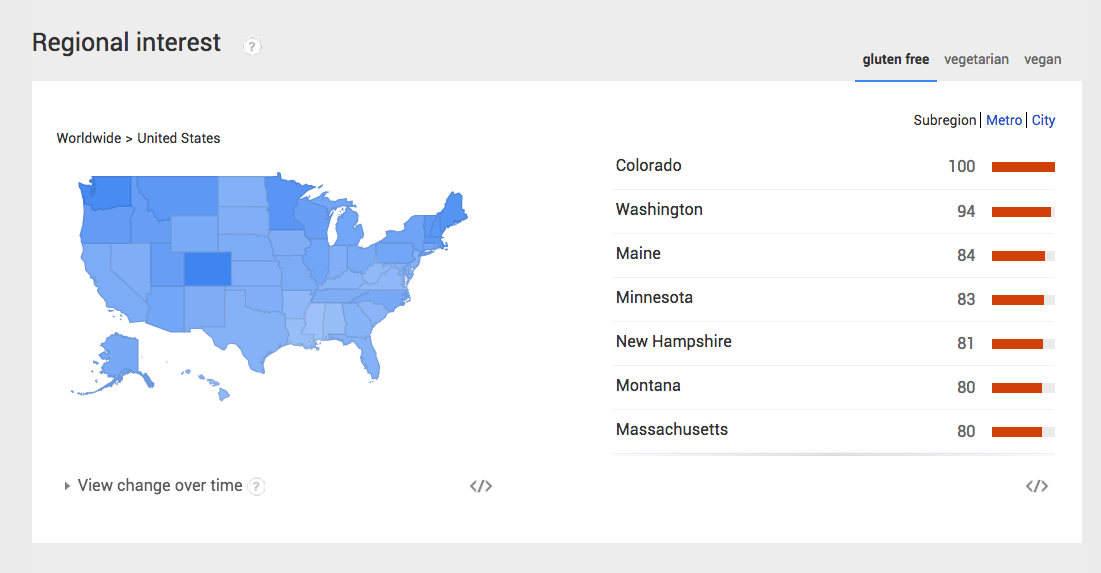 Regional interest ?
gluten free vegetarian vegan
Subregion Metro City
Worldwide > United States
Colorado 100
Washington 94
Maine 84
Minnesota 83
New Hampshire 81
Montana 80
Massachusetts 80
View change over time ?
</>
</>